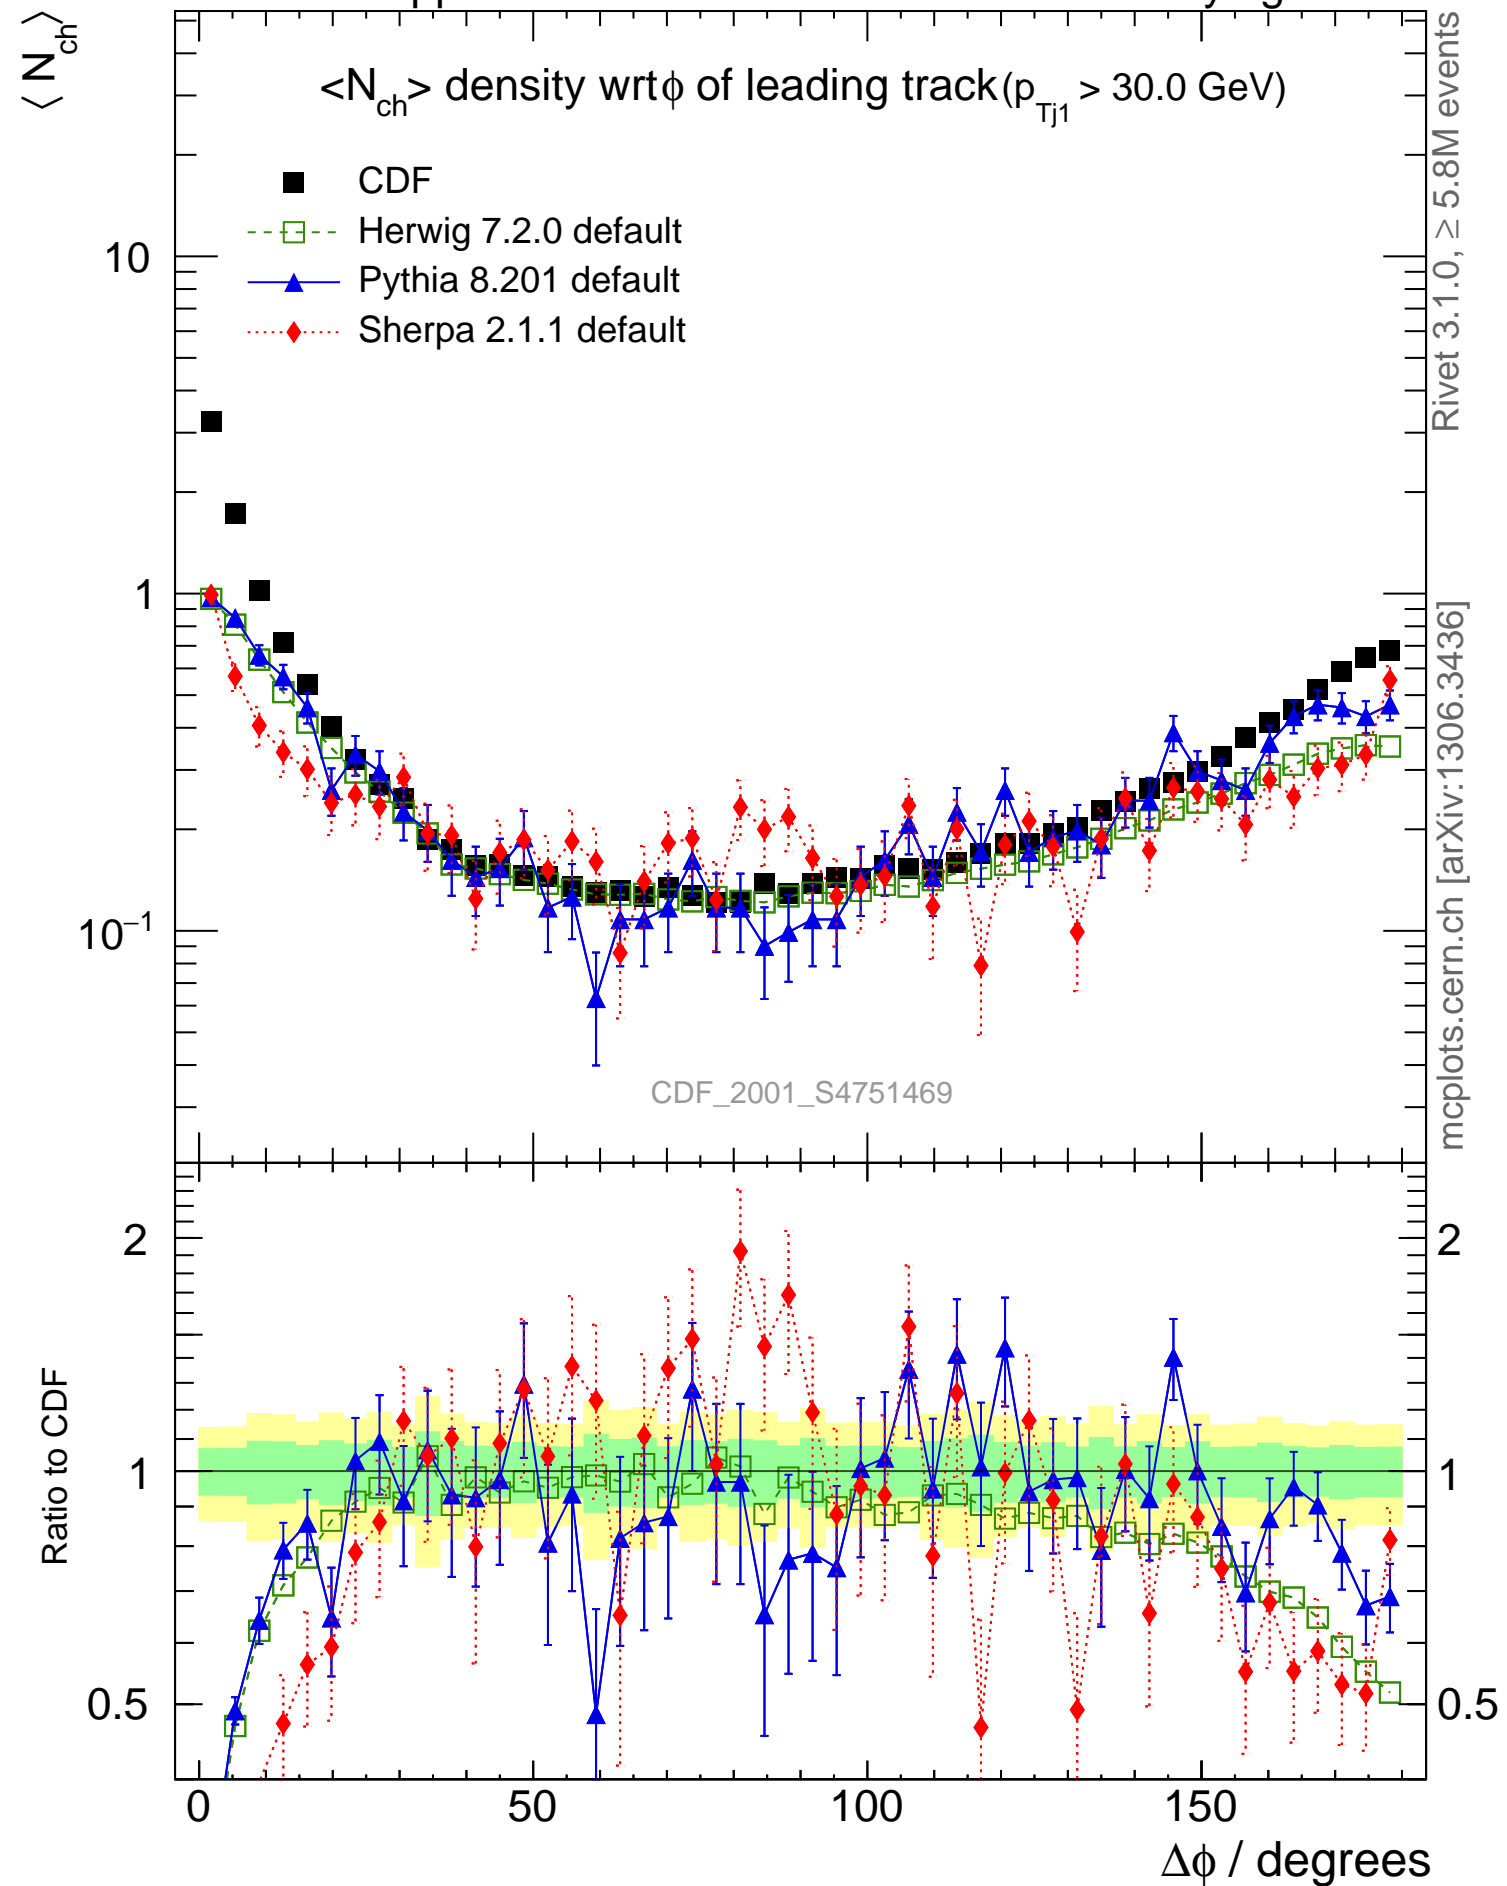 ⟨ N_ch ⟩
<N_ch> density wrtϕ of leading track(p_Tj1 > 30.0 GeV)
CDF
Herwig 7.2.0 default
Pythia 8.201 default
Sherpa 2.1.1 default
10
1
10⁻¹
CDF_2001_S4751469
Rivet 3.1.0, ≥ 5.8M events
mcplots.cern.ch [arXiv:1306.3436]
Ratio to CDF
2
1
0.5
2
1
0.5
0 50 100 150
Δϕ / degrees